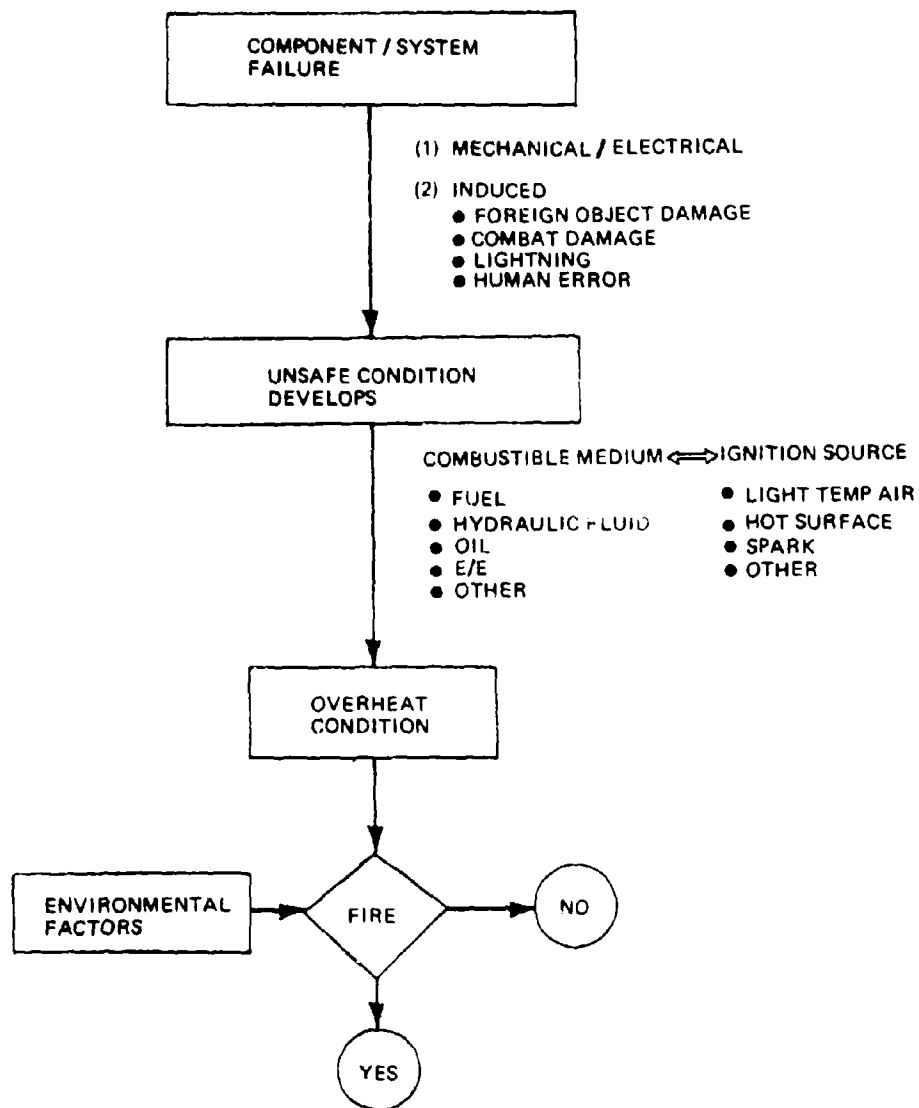 COMPONENT / SYSTEM
FAILURE
(1) MECHANICAL / ELECTRICAL
(2) INDUCED
● FOREIGN OBJECT DAMAGE
● COMBAT DAMAGE
● LIGHTNING
● HUMAN ERROR
UNSAFE CONDITION
DEVELOPS
COMBUSTIBLE MEDIUM ⟺ IGNITION SOURCE
● FUEL
● HYDRAULIC FLUID
● OIL
● E/E
● OTHER
● LIGHT TEMP AIR
● HOT SURFACE
● SPARK
● OTHER
OVERHEAT
CONDITION
ENVIRONMENTAL
FACTORS
FIRE
NO
YES